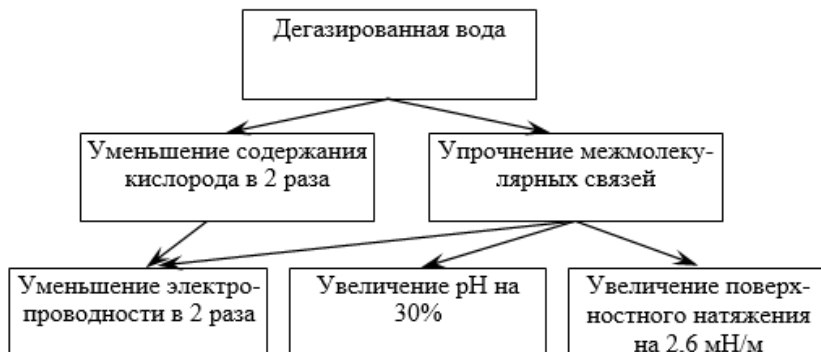 Дегазированная вода
Уменьшение содержания
кислорода в 2 раза
Упрочнение межмолеку-
лярных связей
Уменьшение электро-
проводности в 2 раза
Увеличение pH на
30%
Увеличение поверх-
ностного натяжения
на 2,6 мН/м